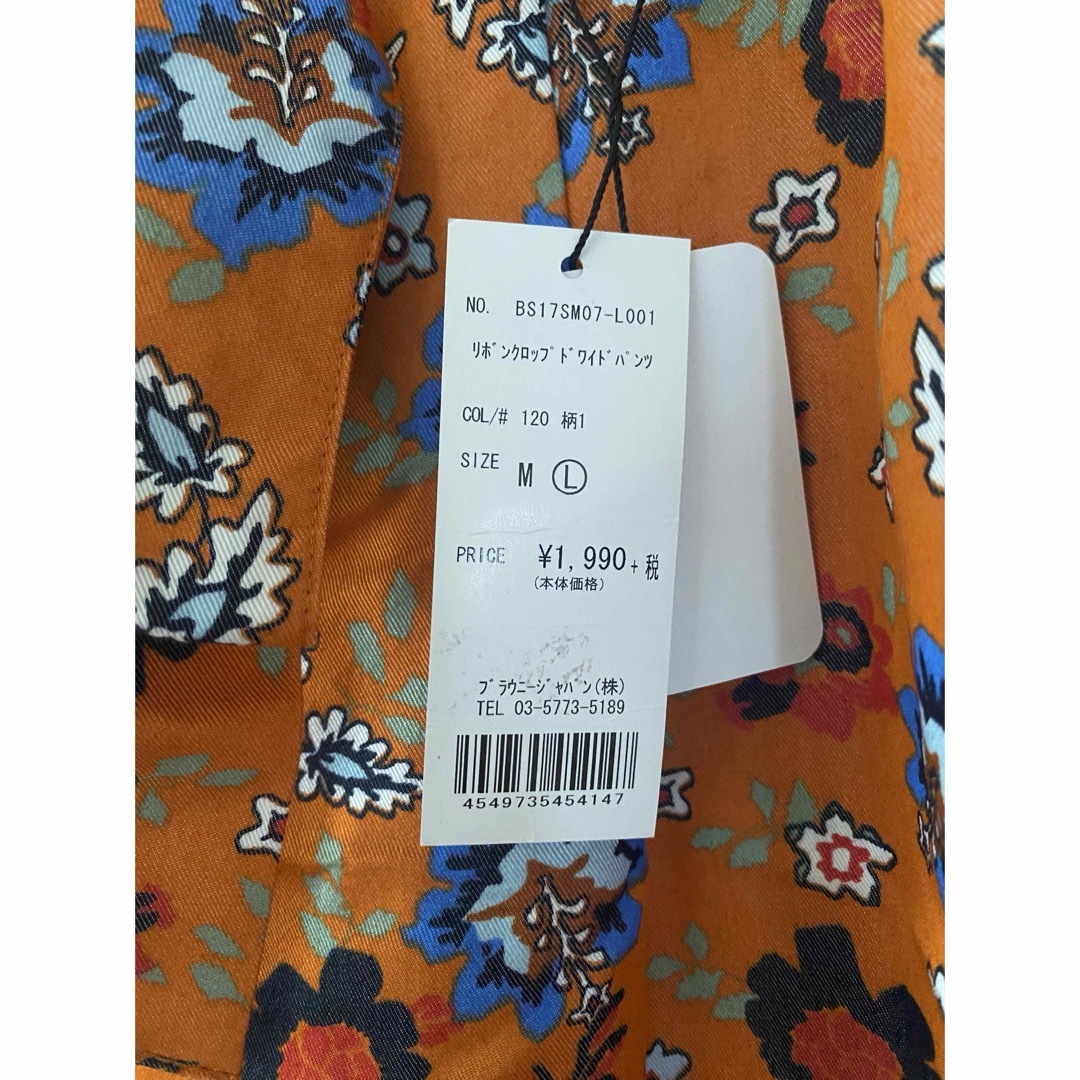 NO. BS17SM07-L001
ﾘﾎﾞﾝｸﾛｯﾌﾟﾄﾞﾜｲﾄﾞﾊﾟﾝﾂ
COL/# 120 柄1
SIZE M Ⓛ
PRICE ¥1,990+税
(本体価格)
ﾌﾞﾗｳﾆｰｼﾞｬﾊﾟﾝ(株)
TEL 03-5773-5189
4549735454147